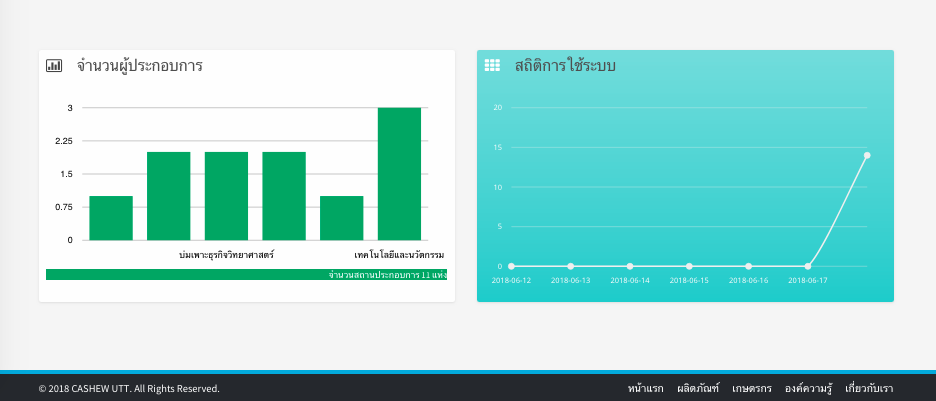 จำนวนผู้ประกอบการ
3
2.25
1.5
0.75
0
บ่มเพาะธุรกิจวิทยาศาสตร์
เทคโนโลยีและนวัตกรรม
จำนวนสถานประกอบการ 11 แห่ง
สถิติการใช้ระบบ
20
15
10
5
0
2018-06-12 2018-06-13 2018-06-14 2018-06-15 2018-06-16 2018-06-17
© 2018 CASHEW UTT. All Rights Reserved.
หน้าแรก ผลิตภัณฑ์ เกษตรกร องค์ความรู้ เกี่ยวกับเรา